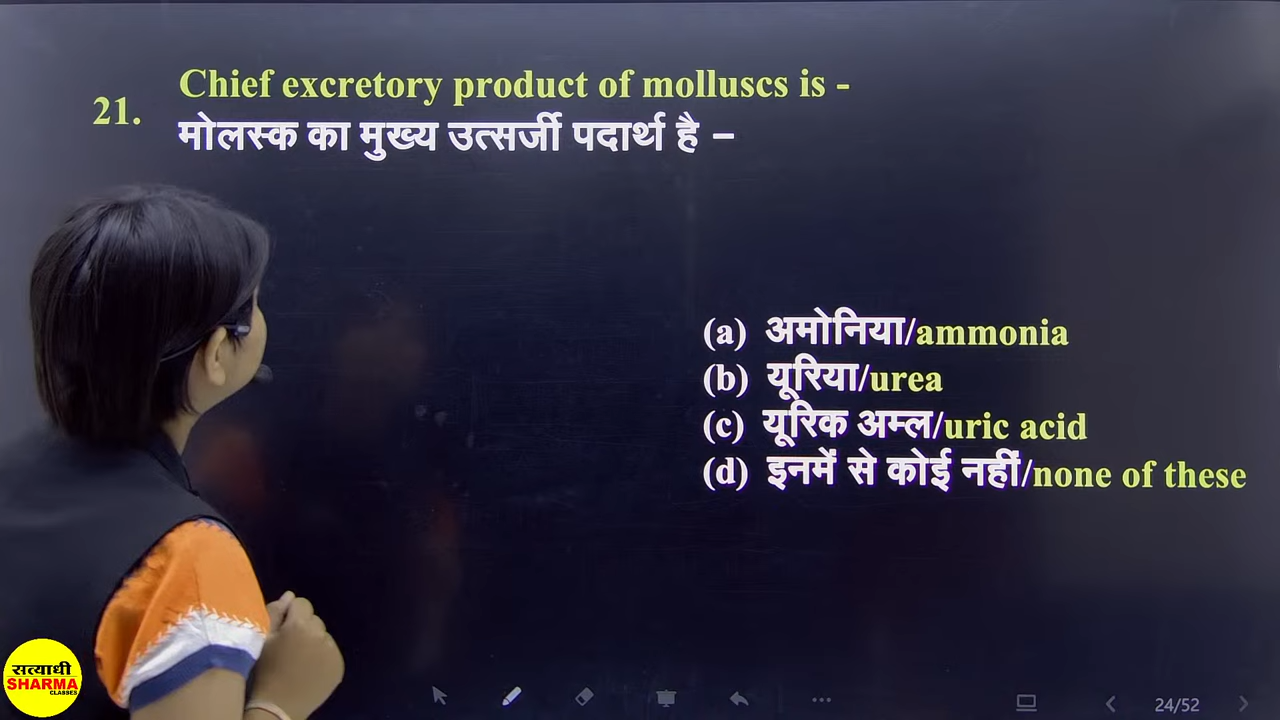 21.
Chief excretory product of molluscs is -
मोलस्क का मुख्य उत्सर्जी पदार्थ है –
(a) अमोनिया/ammonia
(b) यूरिया/urea
(c) यूरिक अम्ल/uric acid
(d) इनमें से कोई नहीं/none of these
सत्याधी
SHARMA
CLASSES
24/52